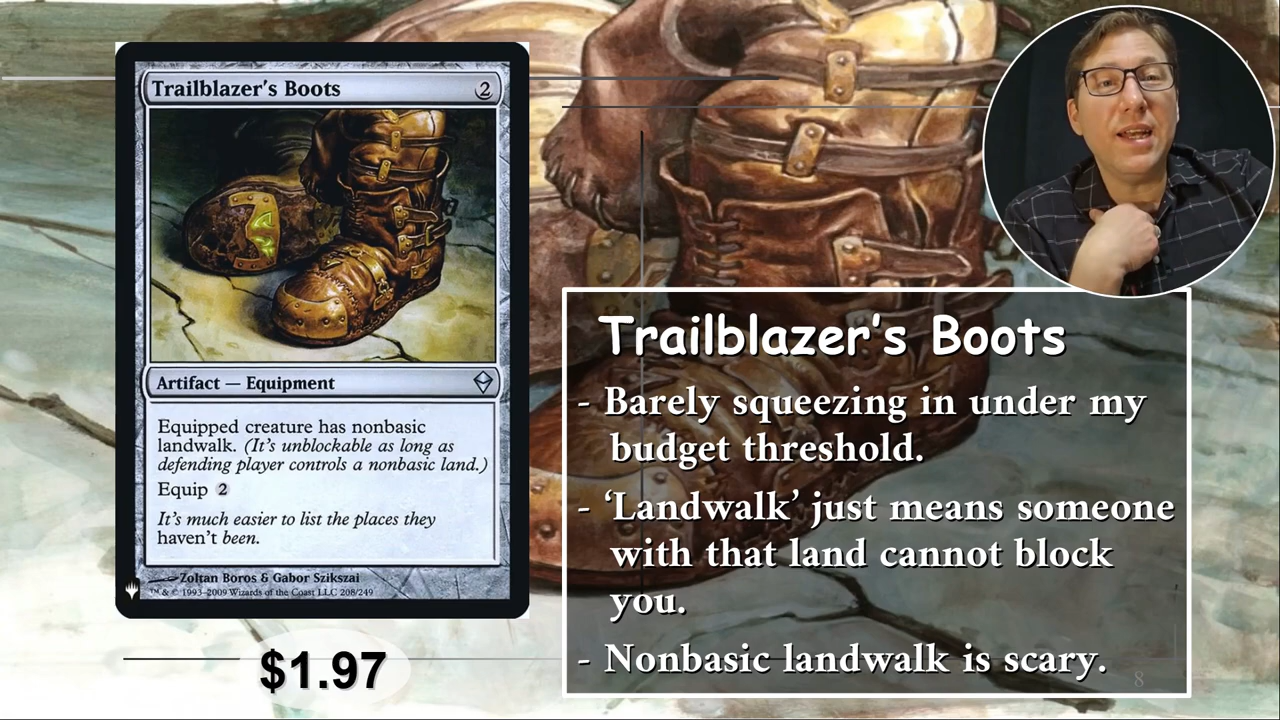 Trailblazer's Boots 2
Artifact — Equipment
Equipped creature has nonbasic
landwalk. (It's unblockable as long as
defending player controls a nonbasic land.)
Equip 2
It's much easier to list the places they
haven't been.
Zoltan Boros & Gabor Szikszai
™ & © 1993–2009 Wizards of the Coast LLC 208/249
$1.97
Trailblazer's Boots
- Barely squeezing in under my
budget threshold.
- 'Landwalk' just means someone
with that land cannot block
you.
- Nonbasic landwalk is scary.
8